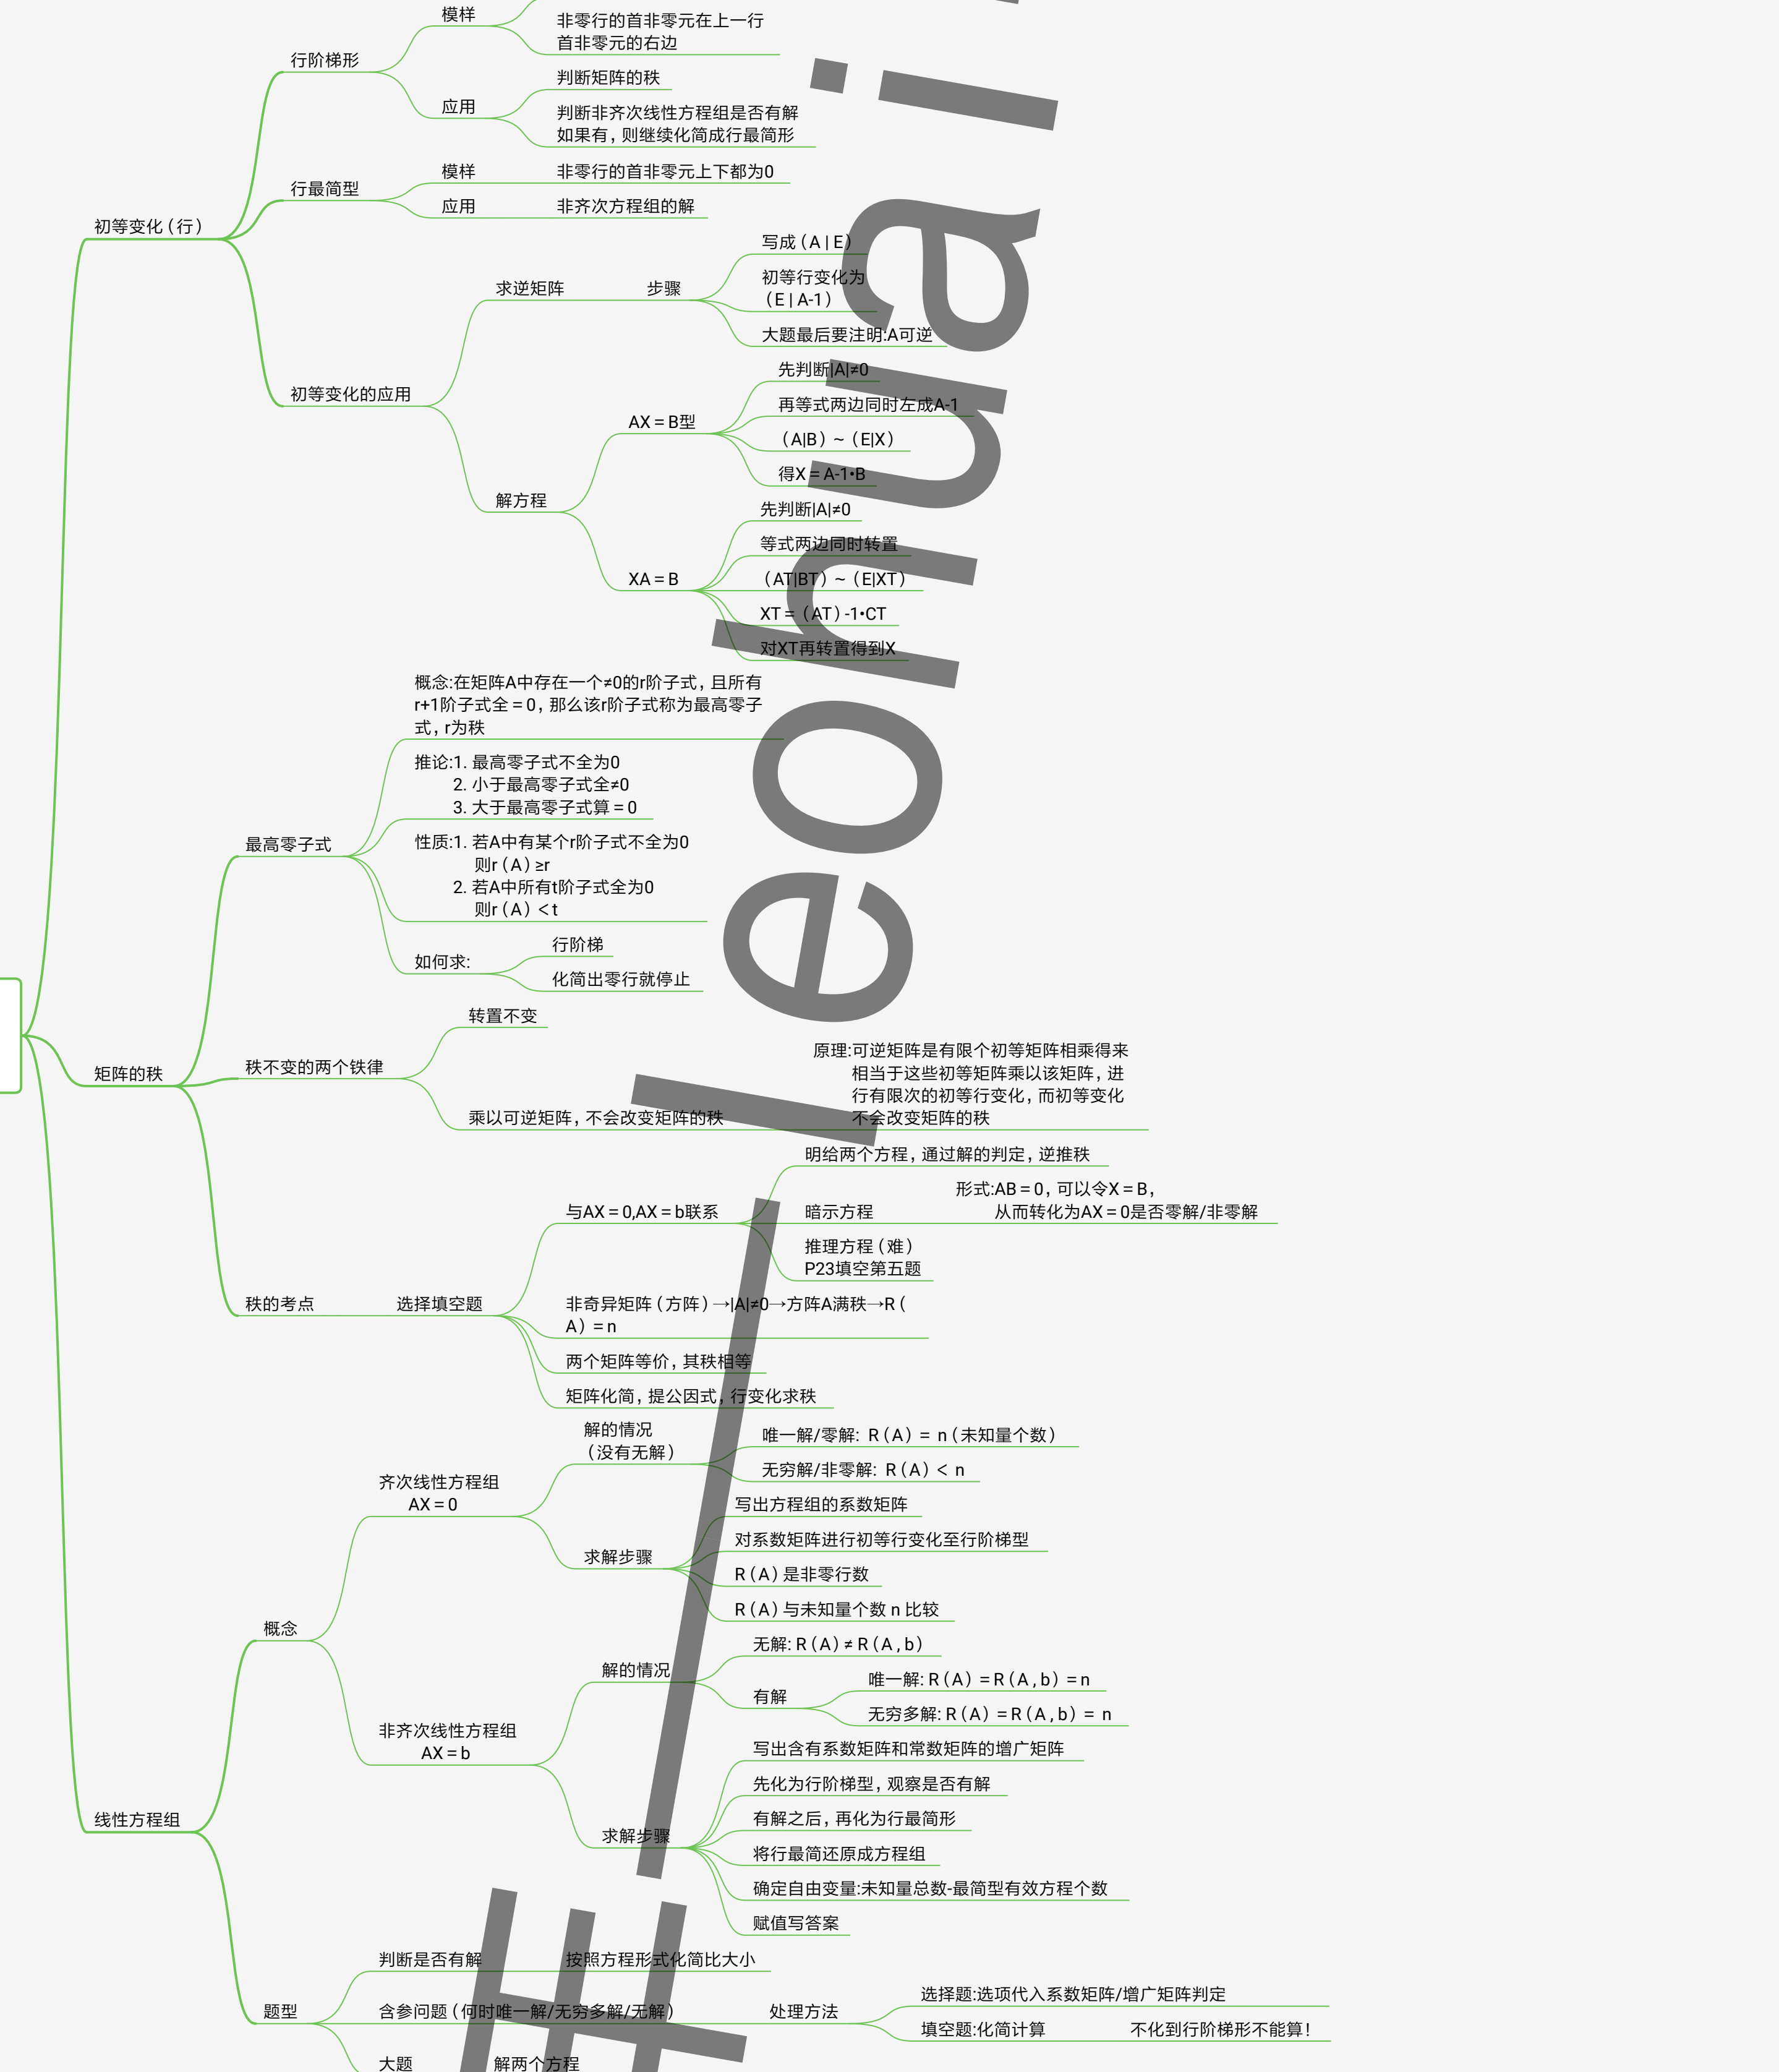 模样
非零行的首非零元在上一行
首非零元的右边
行阶梯形
判断矩阵的秩
应用
判断非齐次线性方程组是否有解
如果有，则继续化简成行最简形
模样
非零行的首非零元上下都为0
行最简型
应用
非齐次方程组的解
初等变化（行）
写成（A | E）
初等行变化为
（E | A-1）
求逆矩阵
步骤
大题最后要注明:A可逆
初等变化的应用
先判断|A|≠0
再等式两边同时左成A-1
AX＝B型
（A|B）~（E|X）
得X＝A-1•B
解方程
先判断|A|≠0
等式两边同时转置
XA＝B
（AT|BT）~（E|XT）
XT＝（AT）-1•CT
对XT再转置得到X
概念:在矩阵A中存在一个≠0的r阶子式，且所有
r+1阶子式全＝0，那么该r阶子式称为最高零子
式，r为秩
推论:1. 最高零子式不全为0
2. 小于最高零子式全≠0
3. 大于最高零子式算＝0
最高零子式
性质:1. 若A中有某个r阶子式不全为0
则r（A）≥r
2. 若A中所有t阶子式全为0
则r（A）＜t
如何求:
行阶梯
化简出零行就停止
矩阵的秩
转置不变
秩不变的两个铁律
乘以可逆矩阵，不会改变矩阵的秩
原理:可逆矩阵是有限个初等矩阵相乘得来
相当于这些初等矩阵乘以该矩阵，进
行有限次的初等行变化，而初等变化
不会改变矩阵的秩
明给两个方程，通过解的判定，逆推秩
与AX＝0,AX＝b联系
暗示方程
形式:AB＝0，可以令X＝B，
从而转化为AX＝0是否零解/非零解
推理方程（难）
P23填空第五题
秩的考点
选择填空题
非奇异矩阵（方阵）→|A|≠0→方阵A满秩→R（
A）＝n
两个矩阵等价，其秩相等
矩阵化简，提公因式，行变化求秩
解的情况
（没有无解）
唯一解/零解: R（A）＝ n（未知量个数）
无穷解/非零解: R（A）＜ n
齐次线性方程组
AX＝0
写出方程组的系数矩阵
对系数矩阵进行初等行变化至行阶梯型
求解步骤
R（A）是非零行数
R（A）与未知量个数 n 比较
概念
无解: R（A）≠ R（A , b）
解的情况
有解
唯一解: R（A）＝R（A , b）＝n
无穷多解: R（A）＝R（A , b）＝ n
非齐次线性方程组
AX＝b
写出含有系数矩阵和常数矩阵的增广矩阵
先化为行阶梯型，观察是否有解
有解之后，再化为行最简形
求解步骤
将行最简还原成方程组
确定自由变量:未知量总数-最简型有效方程个数
赋值写答案
线性方程组
判断是否有解
按照方程形式化简比大小
题型
含参问题（何时唯一解/无穷多解/无解）
处理方法
选择题:选项代入系数矩阵/增广矩阵判定
填空题:化简计算
不化到行阶梯形不能算！
大题
解两个方程